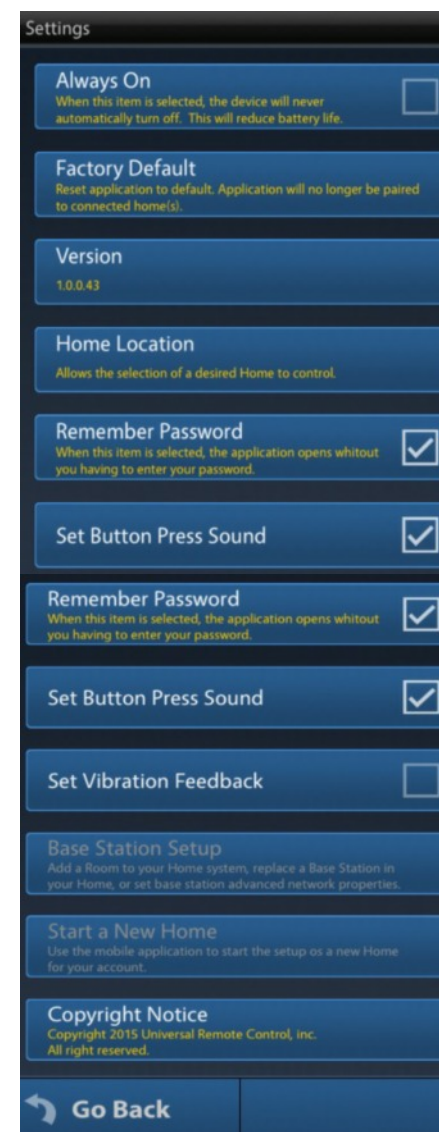 Settings
Always On
When this item is selected, the device will never
automatically turn off. This will reduce battery life.
Factory Default
Reset application to default. Application will no longer be paired
to connected home(s).
Version
1.0.0.43
Home Location
Allows the selection of a desired Home to control.
Remember Password
When this item is selected, the application opens whitout
you having to enter your password.
Set Button Press Sound
Remember Password
When this item is selected, the application opens whitout
you having to enter your password.
Set Button Press Sound
Set Vibration Feedback
Base Station Setup
Add a Room to your Home system, replace a Base Station in
your Home, or set base station advanced network properties.
Start a New Home
Use the mobile application to start the setup os a new Home
for your account.
Copyright Notice
Copyright 2015 Universal Remote Control, inc.
All right reserved.
Go Back